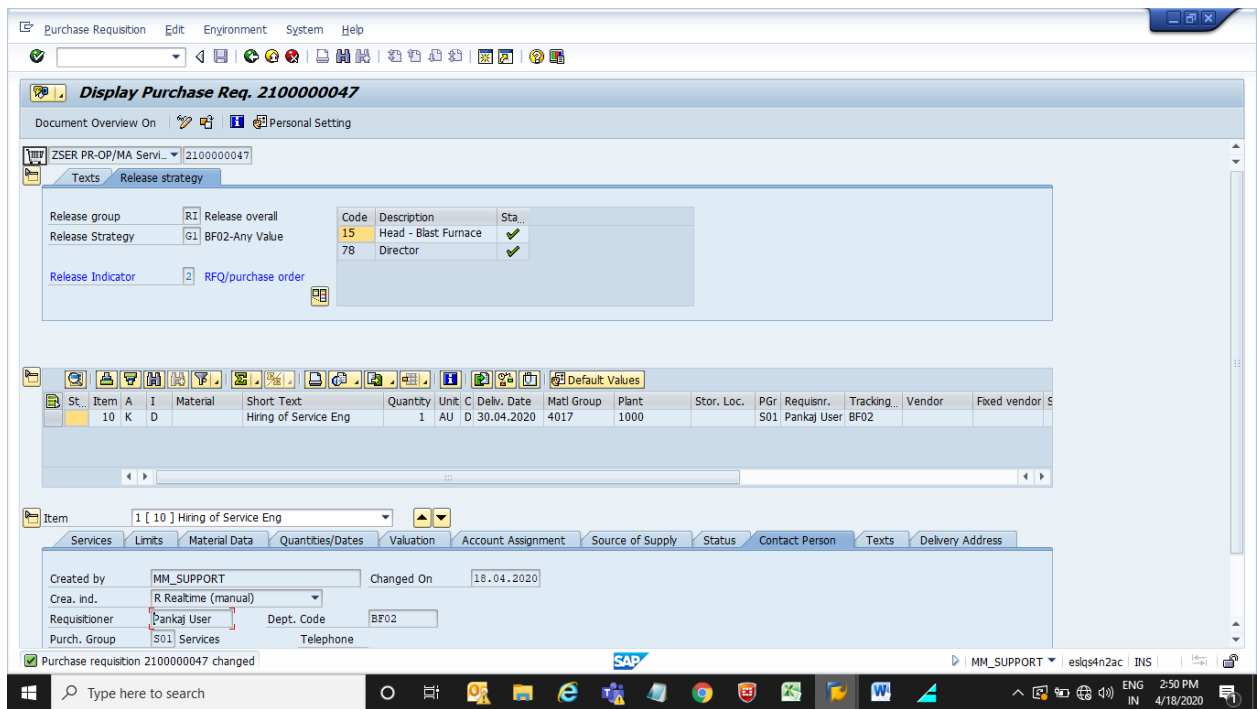 Purchase Requisition Edit Environment System Help
Display Purchase Req. 2100000047
Document Overview On Personal Setting
ZSER PR-OP/MA Servi... 2100000047
Texts Release strategy
Release group RI Release overall Code Description Sta...
Release Strategy G1 BF02-Any Value 15 Head - Blast Furnace
78 Director
Release Indicator 2 RFQ/purchase order
Default Values
St... Item A I Material Short Text Quantity Unit C Deliv. Date Matl Group Plant Stor. Loc. PGr Requisnr. Tracking... Vendor Fixed vendor S
10 K D Hiring of Service Eng 1 AU D 30.04.2020 4017 1000 S01 Pankaj User BF02
Item 1 [ 10 ] Hiring of Service Eng
Services Limits Material Data Quantities/Dates Valuation Account Assignment Source of Supply Status Contact Person Texts Delivery Address
Created by MM_SUPPORT Changed On 18.04.2020
Crea. ind. R Realtime (manual)
Requisitioner Pankaj User Dept. Code BF02
Purch. Group S01 Services Telephone
Purchase requisition 2100000047 changed SAP MM_SUPPORT eslqs4n2ac INS
Type here to search ENG 2:50 PM
IN 4/18/2020